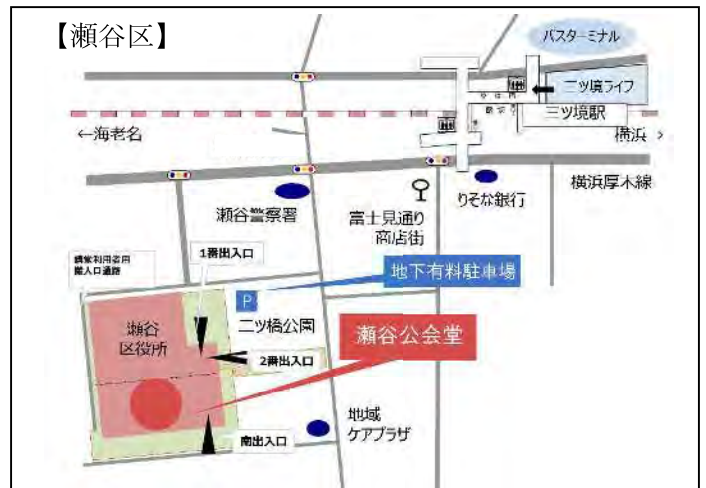 【瀬谷区】
バスターミナル
三ツ境ライフ
三ツ境駅
←海老名
横浜 >
横浜厚木線
瀬谷警察署
富士見通り
商店街
りそな銀行
1番出入口
地下有料駐車場
P
瀬谷
区役所
二ツ橋公園
瀬谷公会堂
2番出入口
南出入口
地域
ケアプラザ